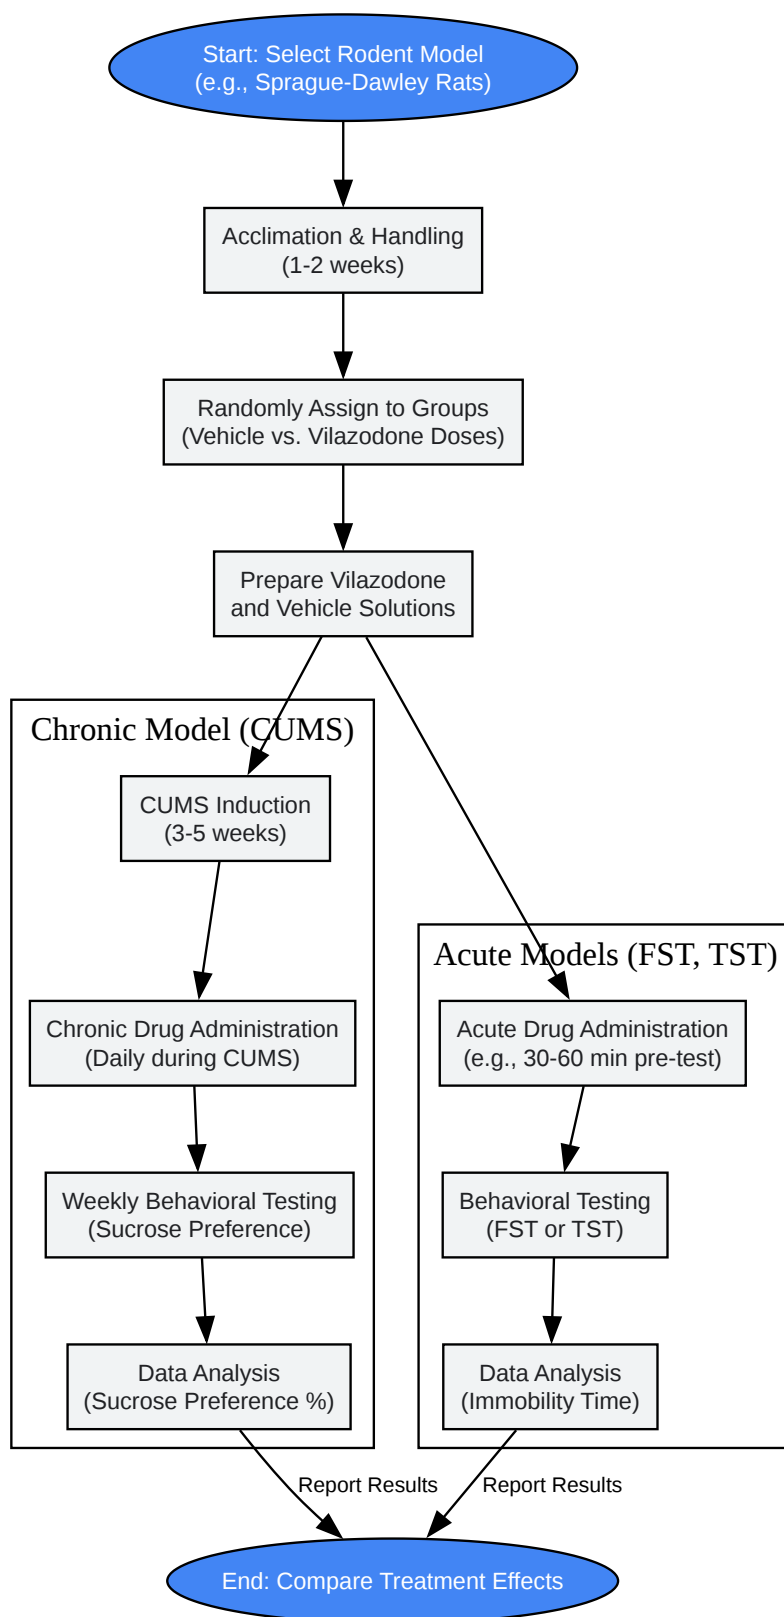 Start: Select Rodent Model
(e.g., Sprague-Dawley Rats)
Acclimation & Handling
(1-2 weeks)
Randomly Assign to Groups
(Vehicle vs. Vilazodone Doses)
Prepare Vilazodone
and Vehicle Solutions
Chronic Model (CUMS)
CUMS Induction
(3-5 weeks)
Chronic Drug Administration
(Daily during CUMS)
Weekly Behavioral Testing
(Sucrose Preference)
Data Analysis
(Sucrose Preference %)
Acute Models (FST, TST)
Acute Drug Administration
(e.g., 30-60 min pre-test)
Behavioral Testing
(FST or TST)
Data Analysis
(Immobility Time)
Report Results
Report Results
End: Compare Treatment Effects